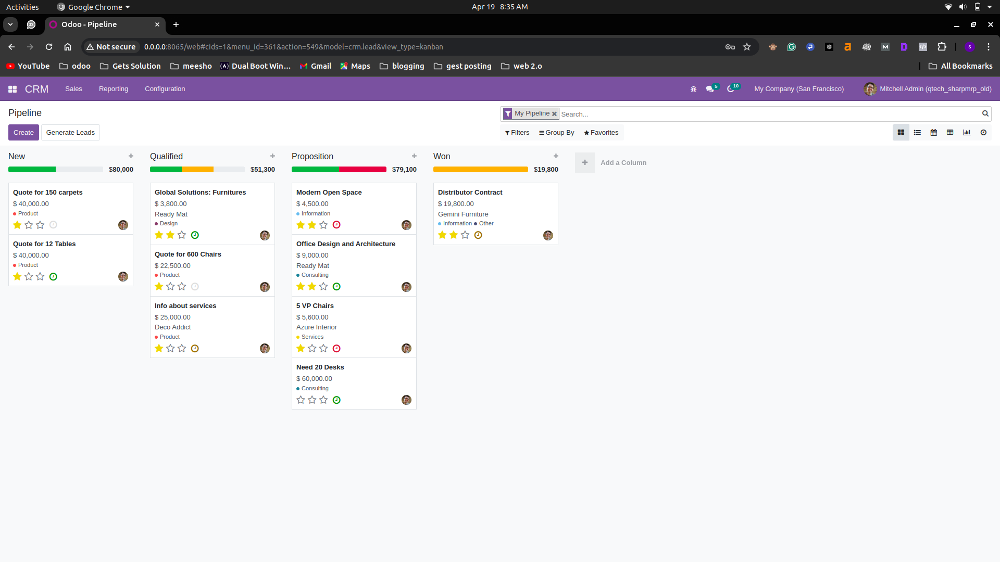 Activities Google Chrome Apr 19 8:35 AM
32 Odoo - Pipeline
Not secure 0.0.0.0:8065/web#cids=1&menu_id=361&action=549&model=crm.lead&view_type=kanban
YouTube odoo Gets Solution meesho Dual Boot Win... Gmail Maps blogging gest posting web 2.o All Bookmarks
CRM Sales Reporting Configuration 5 10 My Company (San Francisco) Mitchell Admin (qtech_sharpmrp_old)
Pipeline My Pipeline Search...
Create Generate Leads Filters Group By Favorites
New Qualified Proposition Won Add a Column
$80,000 $51,300 $79,100 $19,800
Quote for 150 carpets
$ 40,000.00
Product
Quote for 12 Tables
$ 40,000.00
Product
Global Solutions: Furnitures
$ 3,800.00
Ready Mat
Design
Quote for 600 Chairs
$ 22,500.00
Product
Info about services
$ 25,000.00
Deco Addict
Product
Modern Open Space
$ 4,500.00
Information
Office Design and Architecture
$ 9,000.00
Ready Mat
Consulting
5 VP Chairs
$ 5,600.00
Azure Interior
Services
Need 20 Desks
$ 60,000.00
Consulting
Distributor Contract
$ 19,800.00
Gemini Furniture
Information Other